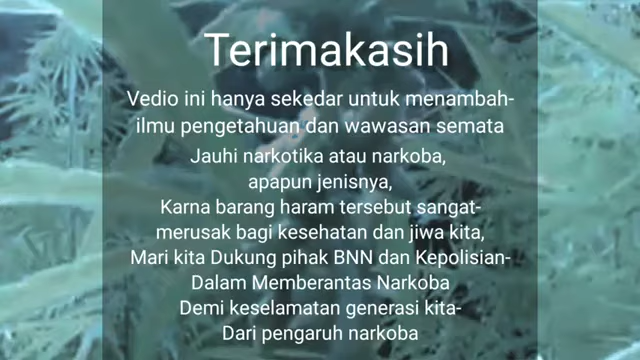 Terimakasih
Vedio ini hanya sekedar untuk menambah-
ilmu pengetahuan dan wawasan semata
Jauhi narkotika atau narkoba,
apapun jenisnya,
Karna barang haram tersebut sangat-
merusak bagi kesehatan dan jiwa kita,
Mari kita Dukung pihak BNN dan Kepolisian-
Dalam Memberantas Narkoba
Demi keselamatan generasi kita-
Dari pengaruh narkoba